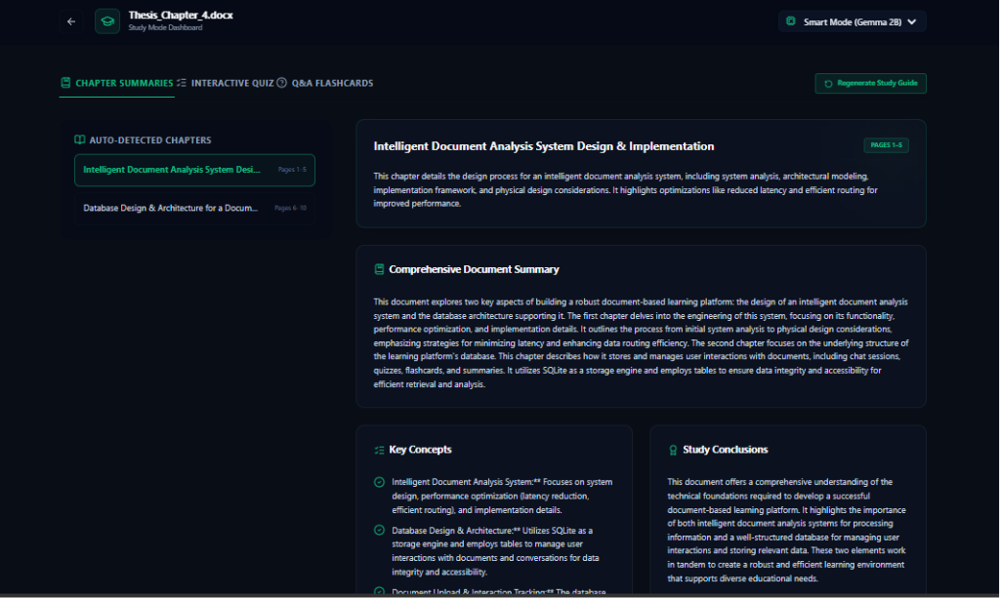 Thesis_Chapter_4.docx
Study Mode Dashboard
Smart Mode (Gemma 2B)
CHAPTER SUMMARIES
INTERACTIVE QUIZ
Q&A FLASHCARDS
Regenerate Study Guide
AUTO-DETECTED CHAPTERS
Intelligent Document Analysis System Desi...
Pages 1-5
Database Design & Architecture for a Docum...
Pages 6-10
Intelligent Document Analysis System Design & Implementation
PAGES 1-5
This chapter details the design process for an intelligent document analysis system, including system analysis, architectural modeling,
implementation framework, and physical design considerations. It highlights optimizations like reduced latency and efficient routing for
improved performance.
Comprehensive Document Summary
This document explores two key aspects of building a robust document-based learning platform: the design of an intelligent document analysis
system and the database architecture supporting it. The first chapter delves into the engineering of this system, focusing on its functionality,
performance optimization, and implementation details. It outlines the process from initial system analysis to physical design considerations,
emphasizing strategies for minimizing latency and enhancing data routing efficiency. The second chapter focuses on the underlying structure of
the learning platform's database. This chapter describes how it stores and manages user interactions with documents, including chat sessions,
quizzes, flashcards, and summaries. It utilizes SQLite as a storage engine and employs tables to ensure data integrity and accessibility for
efficient retrieval and analysis.
Key Concepts
Intelligent Document Analysis System:** Focuses on system
design, performance optimization (latency reduction,
efficient routing), and implementation details.
Database Design & Architecture:** Utilizes SQLite as a
storage engine and employs tables to manage user
interactions with documents and conversations for data
integrity and accessibility.
Document Upload & Interaction Tracking:** The database
Study Conclusions
This document offers a comprehensive understanding of the
technical foundations required to develop a successful
document-based learning platform. It highlights the importance
of both intelligent document analysis systems for processing
information and a well-structured database for managing user
interactions and storing relevant data. These two elements work
in tandem to create a robust and efficient learning environment
that supports diverse educational needs.